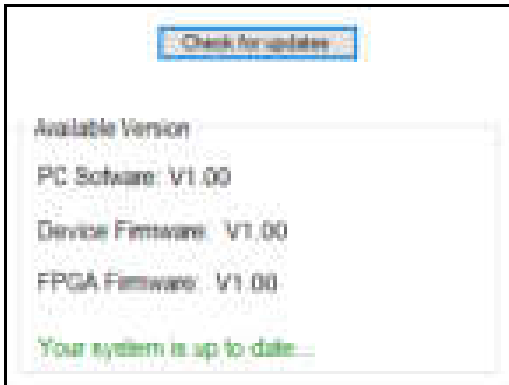 Check for updates
Available Version
PC Sofware: V1.00
Device Firmware: V1.00
FPGA Firmware: V1.00
Your system is up to date...